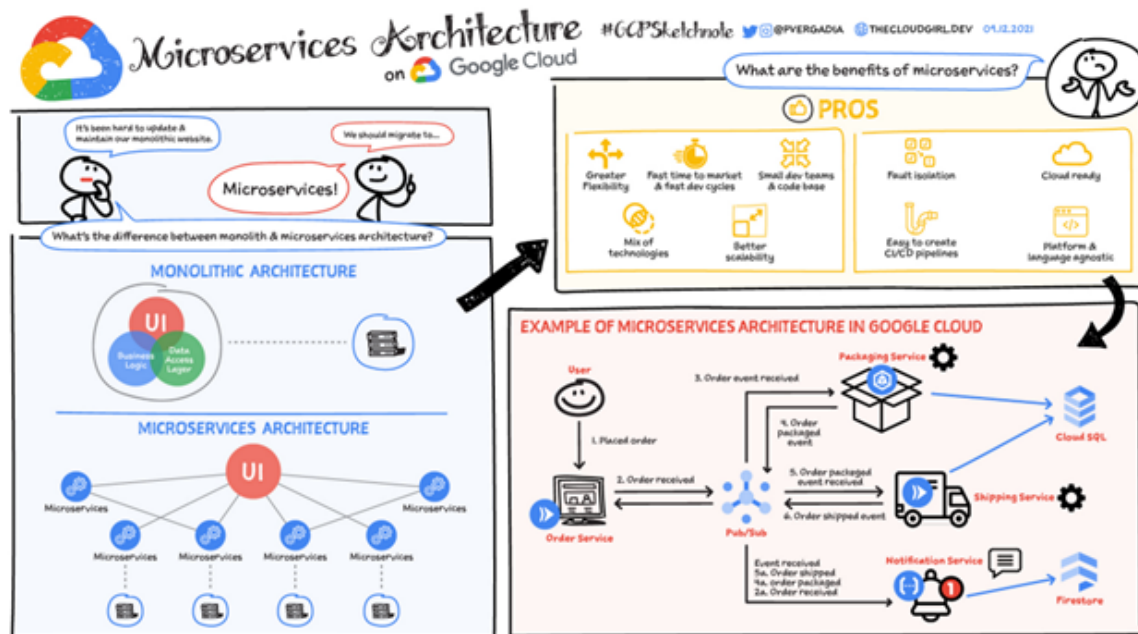 Microservices Architecture
on Google Cloud
#GCPSketchnote @PVERGADIA THECLOUDGIRL.DEV 09.12.2021
It's been hard to update &
maintain our monolithic website.
We should migrate to...
Microservices!
What's the difference between monolith & microservices architecture?
MONOLITHIC ARCHITECTURE
UI
Business
Logic
Data
Access
Layer
MICROSERVICES ARCHITECTURE
UI
Microservices
Microservices
Microservices
Microservices
Microservices
Microservices
What are the benefits of microservices?
PROS
Greater
Flexibility
Fast time to market
& fast dev cycles
Small dev teams
& code base
Mix of
technologies
Better
scalability
Fault isolation
Cloud ready
Easy to create
CI/CD pipelines
Platform &
language agnostic
EXAMPLE OF MICROSERVICES ARCHITECTURE IN GOOGLE CLOUD
User
1. Placed order
Order Service
2. Order received
Pub/Sub
3. Order event received
Packaging Service
4. Order
packaged
event
Cloud SQL
5. Order packeged
event received
6. Order shipped event
Shipping Service
Event received
5a. Order shipped
4a. order packaged
2a. Order received
Notification Service
1
Firestore